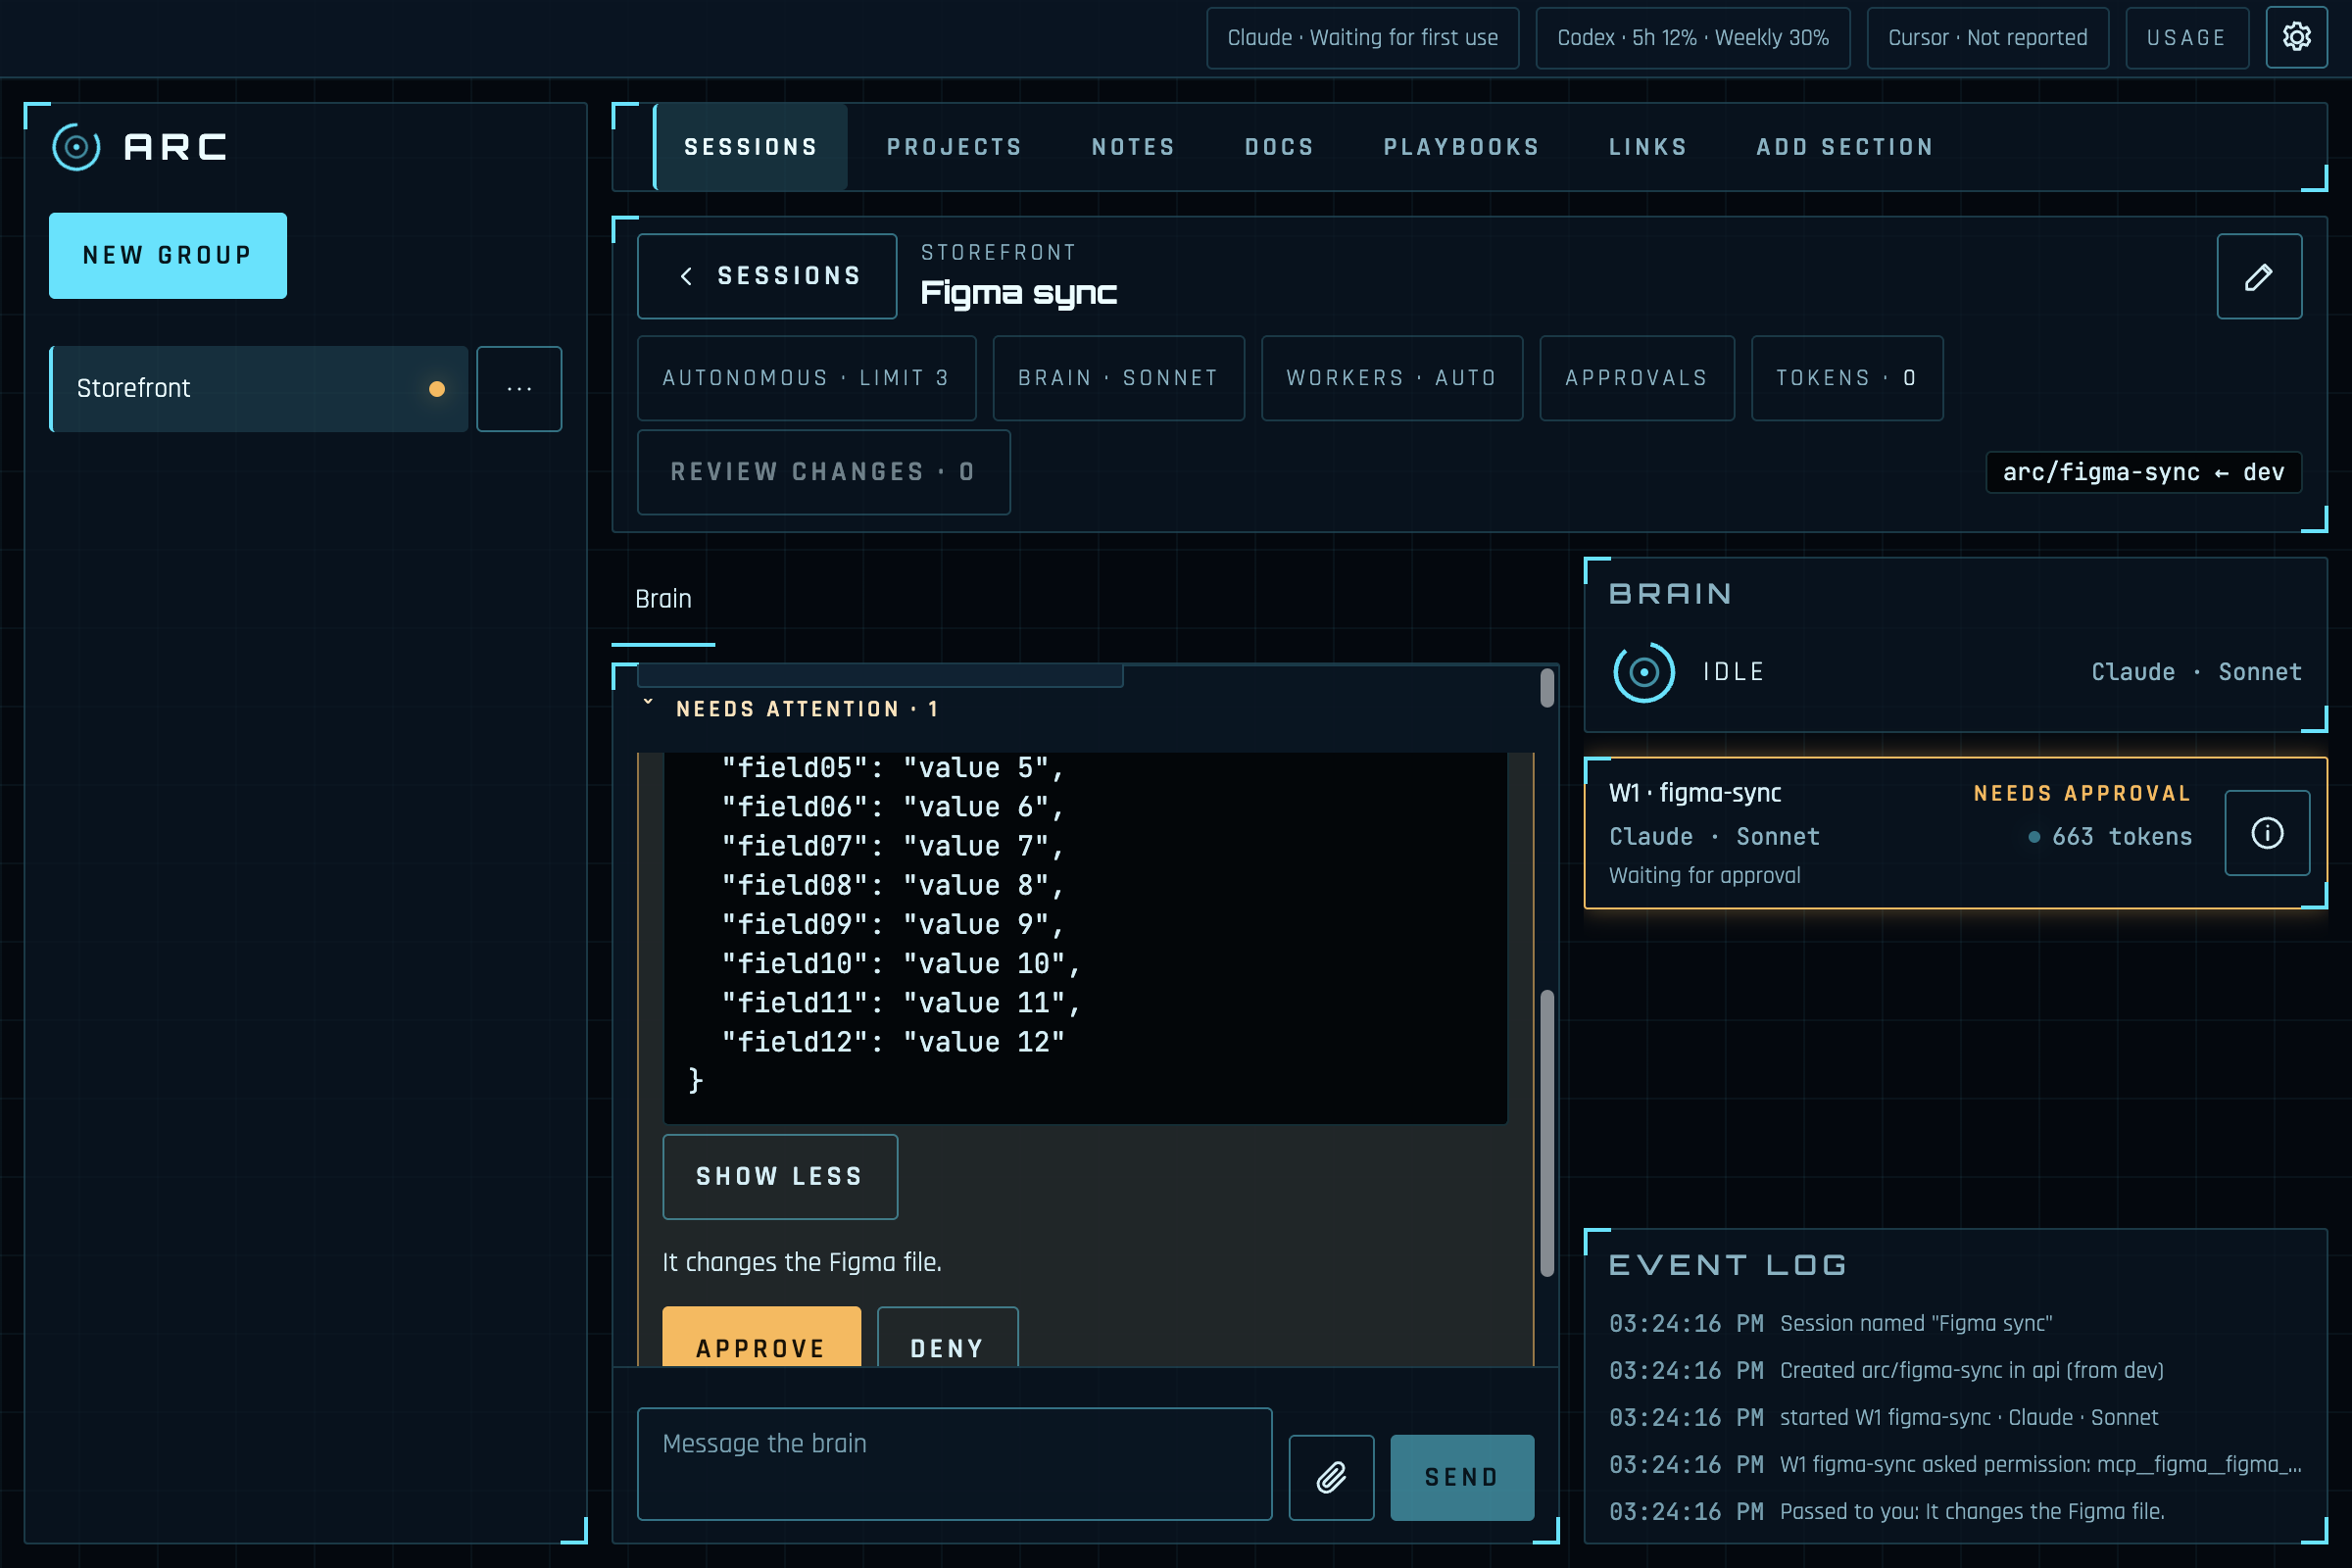 Claude · Waiting for first use
Codex · 5h 12% · Weekly 30%
Cursor · Not reported
USAGE
ARC
NEW GROUP
Storefront
···
SESSIONS
PROJECTS
NOTES
DOCS
PLAYBOOKS
LINKS
ADD SECTION
SESSIONS
STOREFRONT
Figma sync
AUTONOMOUS · LIMIT 3
BRAIN · SONNET
WORKERS · AUTO
APPROVALS
TOKENS · 0
REVIEW CHANGES · 0
arc/figma-sync ← dev
Brain
NEEDS ATTENTION · 1
"field05": "value 5",
"field06": "value 6",
"field07": "value 7",
"field08": "value 8",
"field09": "value 9",
"field10": "value 10",
"field11": "value 11",
"field12": "value 12"
}
SHOW LESS
It changes the Figma file.
APPROVE
DENY
Message the brain
SEND
BRAIN
IDLE
Claude · Sonnet
W1 · figma-sync
NEEDS APPROVAL
Claude · Sonnet
663 tokens
Waiting for approval
EVENT LOG
03:24:16 PM Session named "Figma sync"
03:24:16 PM Created arc/figma-sync in api (from dev)
03:24:16 PM started W1 figma-sync · Claude · Sonnet
03:24:16 PM W1 figma-sync asked permission: mcp__figma__figma_...
03:24:16 PM Passed to you: It changes the Figma file.